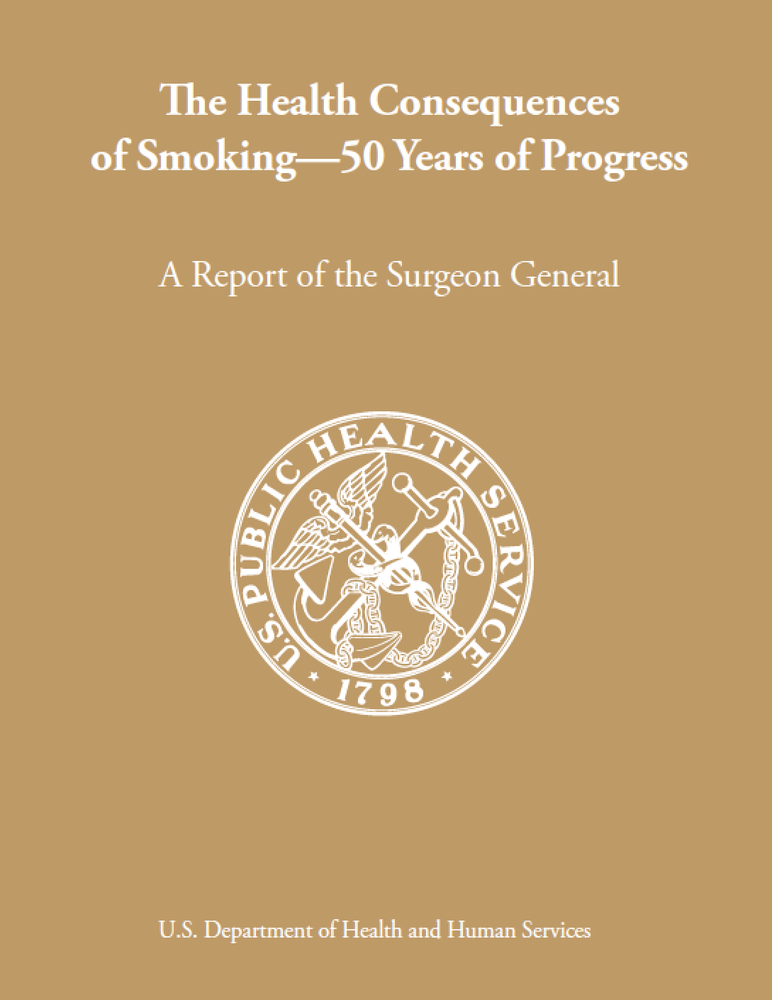 The Health Consequences
of Smoking—50 Years of Progress
A Report of the Surgeon General
U.S. PUBLIC HEALTH SERVICE
1798
U.S. Department of Health and Human Services